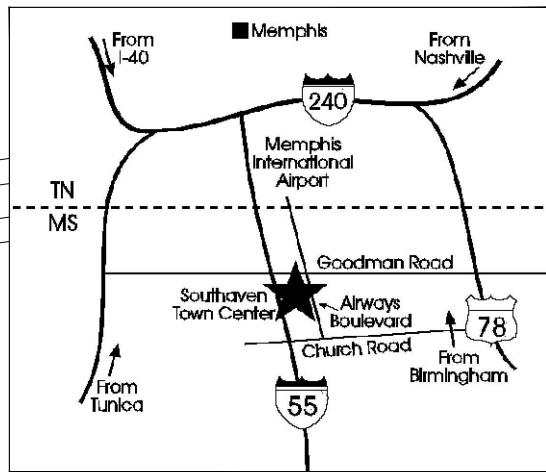 From
I-40
Memphis
From
Nashville
240
Memphis
International
Airport
TN
MS
Goodman Road
Southaven
Town Center
Airways
Boulevard
Church Road
78
From
Tunica
From
Birmingham
55